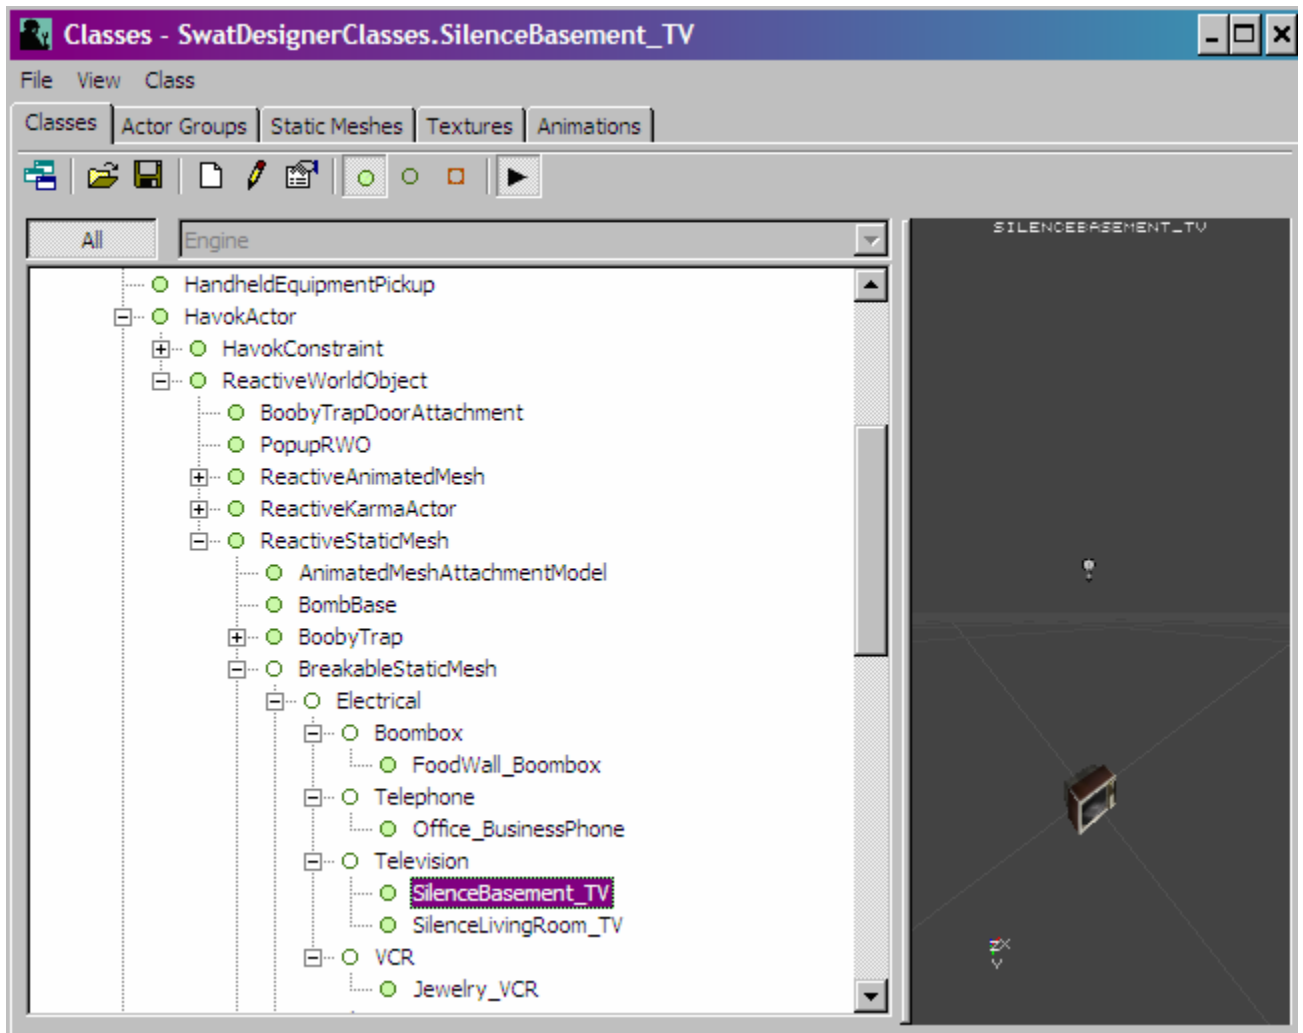 Classes - SwatDesignerClasses.SilenceBasement_TV
File View Class
Classes Actor Groups Static Meshes Textures Animations
All Engine
SILENCEBASEMENT_TV
HandheldEquipmentPickup
HavokActor
HavokConstraint
ReactiveWorldObject
BoobyTrapDoorAttachment
PopupRWO
ReactiveAnimatedMesh
ReactiveKarmaActor
ReactiveStaticMesh
AnimatedMeshAttachmentModel
BombBase
BoobyTrap
BreakableStaticMesh
Electrical
Boombox
FoodWall_Boombox
Telephone
Office_BusinessPhone
Television
SilenceBasement_TV
SilenceLivingRoom_TV
VCR
Jewelry_VCR
ZX
Y